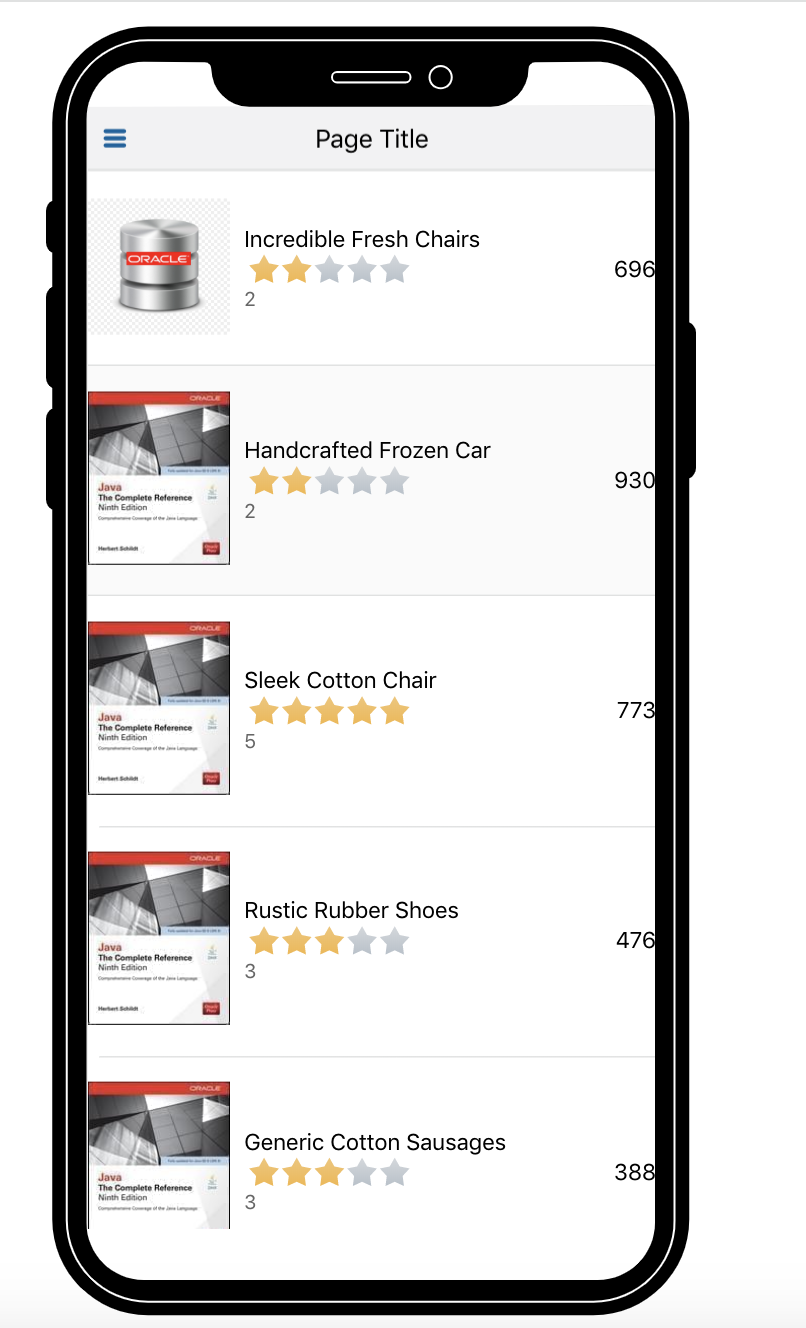 Page Title
ORACLE
Incredible Fresh Chairs
2
696
ORACLE
Java
The Complete Reference
Ninth Edition
Comprehensive Coverage of the Java Language
Herbert Schildt
Handcrafted Frozen Car
2
930
ORACLE
Java
The Complete Reference
Ninth Edition
Comprehensive Coverage of the Java Language
Herbert Schildt
Sleek Cotton Chair
5
773
ORACLE
Java
The Complete Reference
Ninth Edition
Comprehensive Coverage of the Java Language
Herbert Schildt
Rustic Rubber Shoes
3
476
ORACLE
Java
The Complete Reference
Ninth Edition
Comprehensive Coverage of the Java Language
Generic Cotton Sausages
3
388